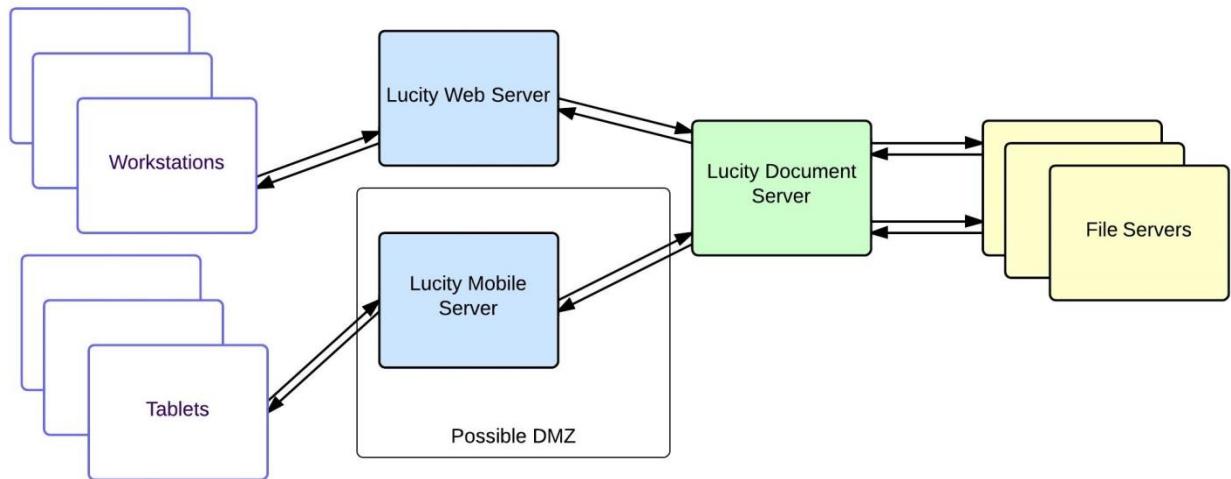 Workstations
Lucity Web Server
Lucity Document
Server
File Servers
Lucity Mobile
Server
Tablets
Possible DMZ